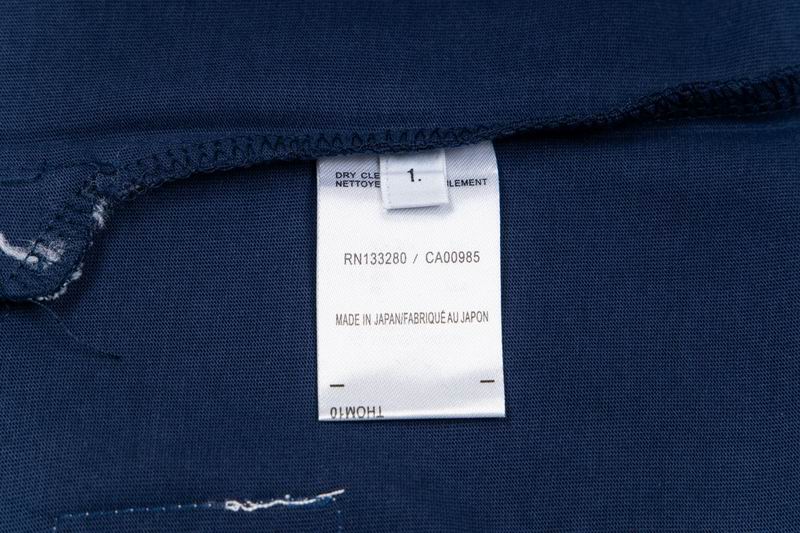 DRY CLE
1.
NETTOYE LEMENT
RN133280 / CA00985
MADE IN JAPAN/FABRIQUÉ AU JAPON
THOM10